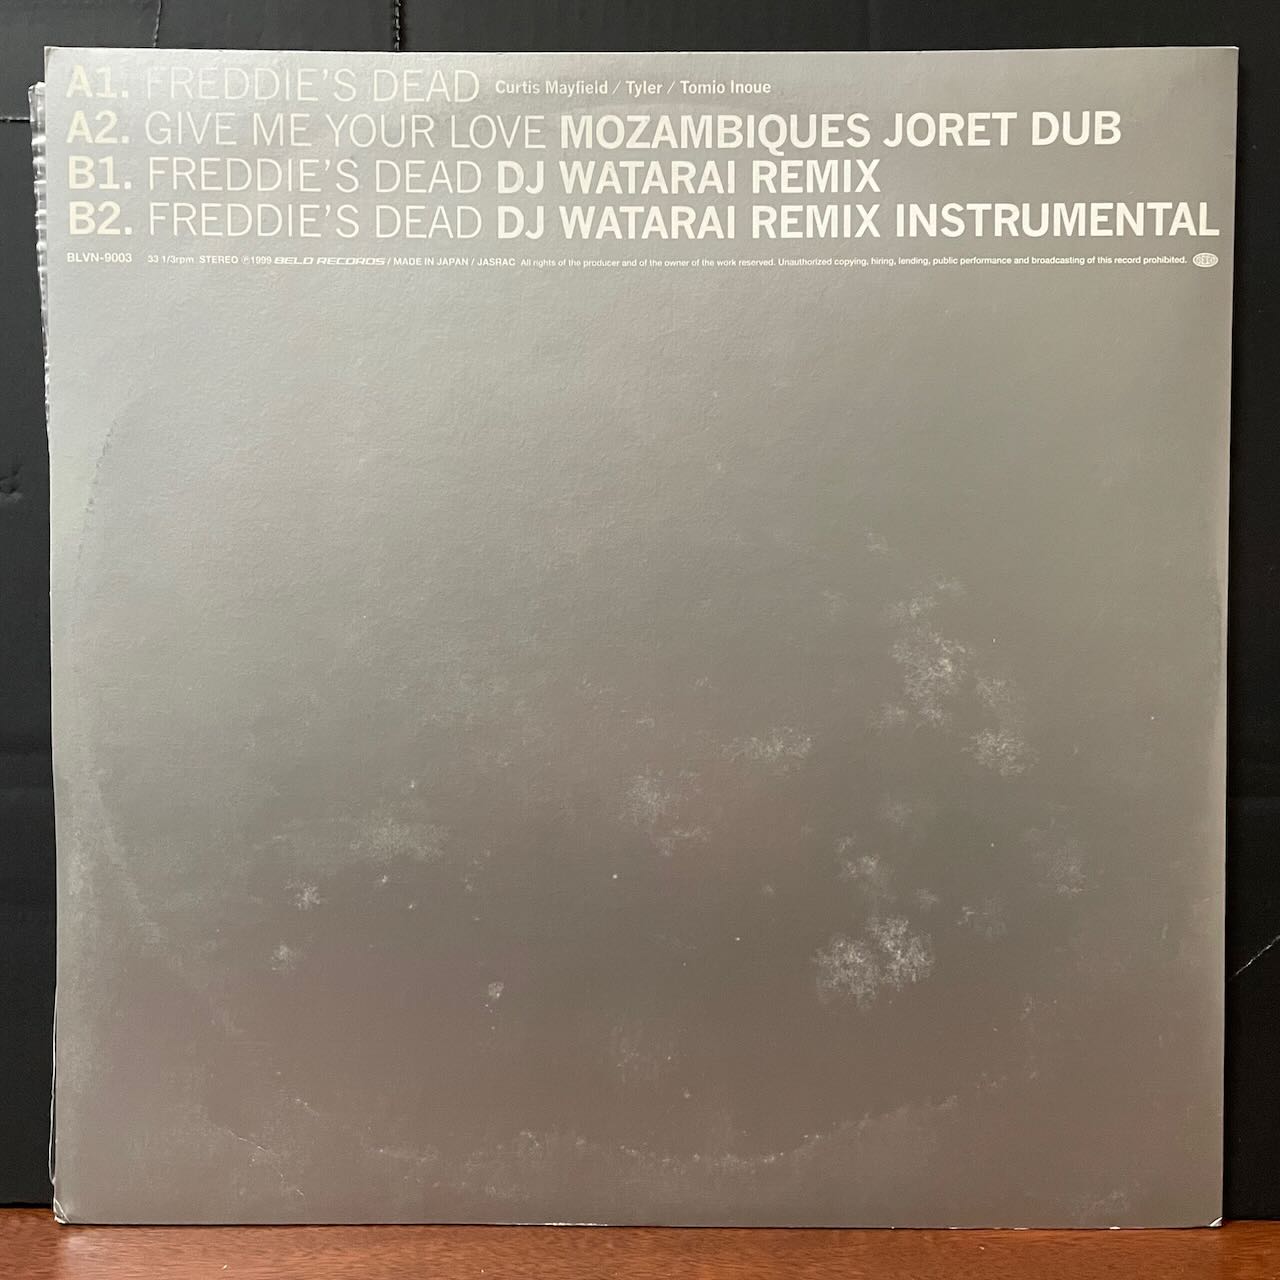 A1. FREDDIE'S DEAD Curtis Mayfield / Tyler / Tomio Inoue
A2. GIVE ME YOUR LOVE MOZAMBIQUES JORET DUB
B1. FREDDIE'S DEAD DJ WATARAI REMIX
B2. FREDDIE'S DEAD DJ WATARAI REMIX INSTRUMENTAL
BLVN-9003 33 1/3rpm STEREO ℗1999 BELO RECORDS / MADE IN JAPAN / JASRAC All rights of the producer and of the owner of the work reserved. Unauthorized copying, hiring, lending, public performance and broadcasting of this record prohibited.